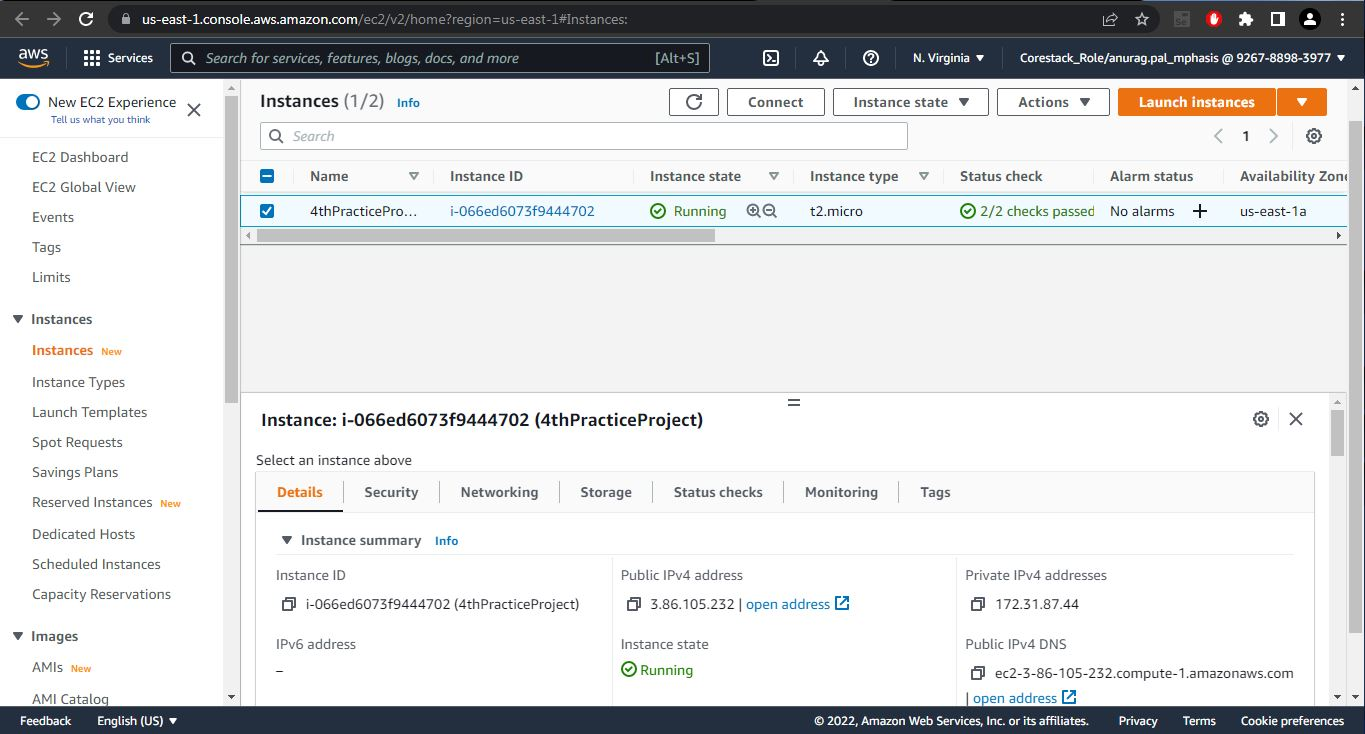 us-east-1.console.aws.amazon.com/ec2/v2/home?region=us-east-1#Instances:
aws Services Search for services, features, blogs, docs, and more [Alt+S] N. Virginia Corestack_Role/anurag.pal_mphasis @ 9267-8898-3977
New EC2 Experience
Tell us what you think
EC2 Dashboard
EC2 Global View
Events
Tags
Limits
Instances
Instances New
Instance Types
Launch Templates
Spot Requests
Savings Plans
Reserved Instances New
Dedicated Hosts
Scheduled Instances
Capacity Reservations
Images
AMIs New
AMI Catalog
Instances (1/2) Info
Connect Instance state Actions Launch instances
Search
1
Name Instance ID Instance state Instance type Status check Alarm status Availability Zone
4thPracticePro... i-066ed6073f9444702 Running t2.micro 2/2 checks passed No alarms + us-east-1a
Instance: i-066ed6073f9444702 (4thPracticeProject)
Select an instance above
Details Security Networking Storage Status checks Monitoring Tags
Instance summary Info
Instance ID
i-066ed6073f9444702 (4thPracticeProject)
Public IPv4 address
3.86.105.232 | open address
Private IPv4 addresses
172.31.87.44
IPv6 address
–
Instance state
Running
Public IPv4 DNS
ec2-3-86-105-232.compute-1.amazonaws.com
| open address
Feedback English (US) © 2022, Amazon Web Services, Inc. or its affiliates. Privacy Terms Cookie preferences